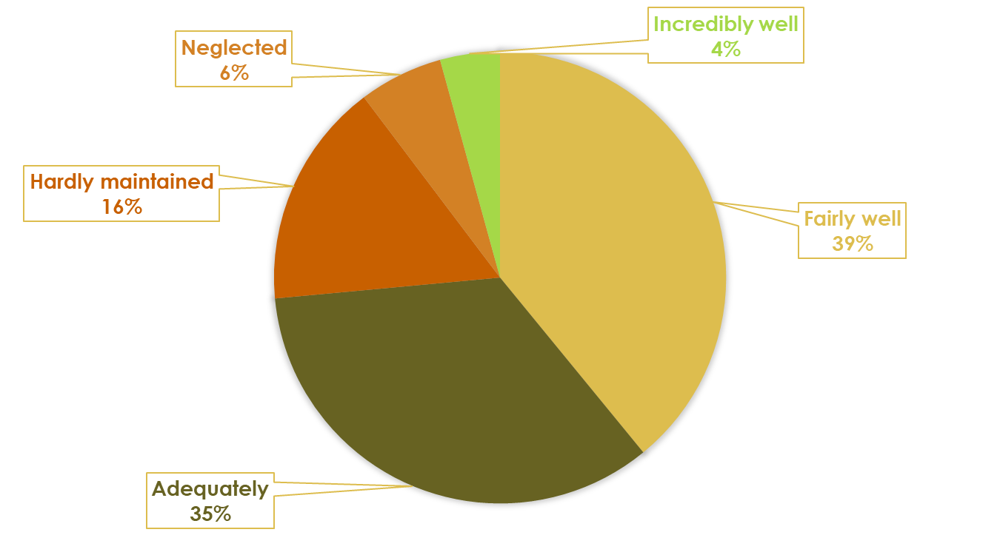 Incredibly well
4%
Neglected
6%
Hardly maintained
16%
Fairly well
39%
Adequately
35%